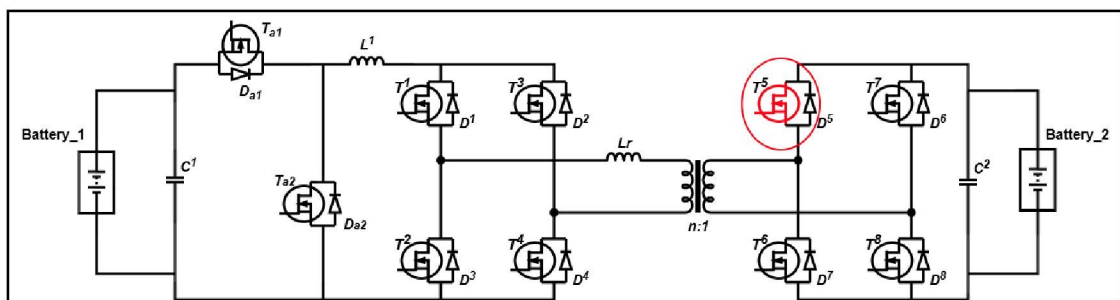 Ta1
Da1
L1
T1
D1
T3
D2
T5
D5
T7
D6
Battery_1
C1
Ta2
Da2
Lr
n:1
C2
Battery_2
T2
D3
T4
D4
T6
D7
T8
D8